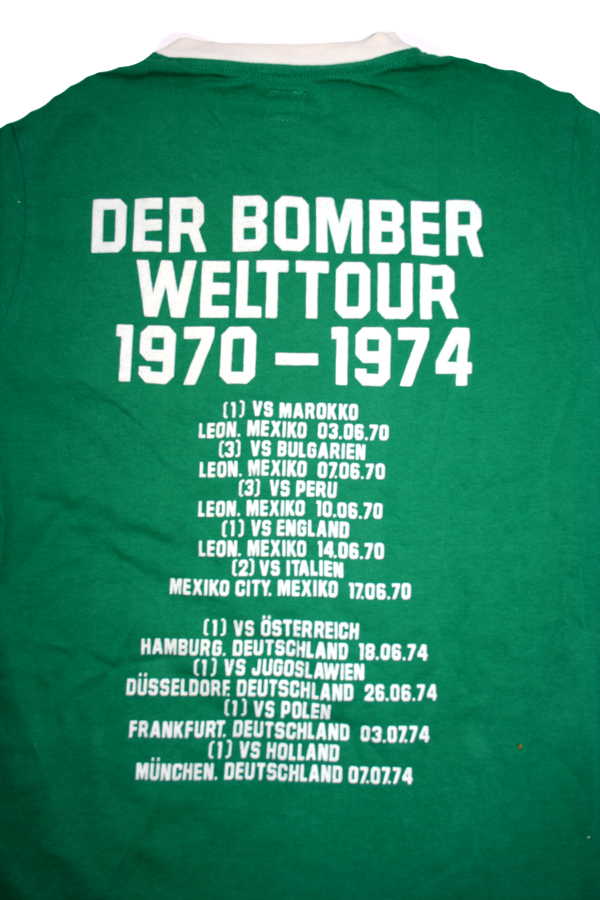 DER BOMBER
WELTTOUR
1970 – 1974
(1) VS MAROKKO
LEON. MEXIKO 03.06.70
(3) VS BULGARIEN
LEON. MEXIKO 07.06.70
(3) VS PERU
LEON. MEXIKO 10.06.70
(1) VS ENGLAND
LEON. MEXIKO 14.06.70
(2) VS ITALIEN
MEXIKO CITY. MEXIKO 17.06.70
(1) VS ÖSTERREICH
HAMBURG. DEUTSCHLAND 18.06.74
(1) VS JUGOSLAWIEN
DÜSSELDORF. DEUTSCHLAND 26.06.74
(1) VS POLEN
FRANKFURT. DEUTSCHLAND 03.07.74
(1) VS HOLLAND
MÜNCHEN. DEUTSCHLAND 07.07.74